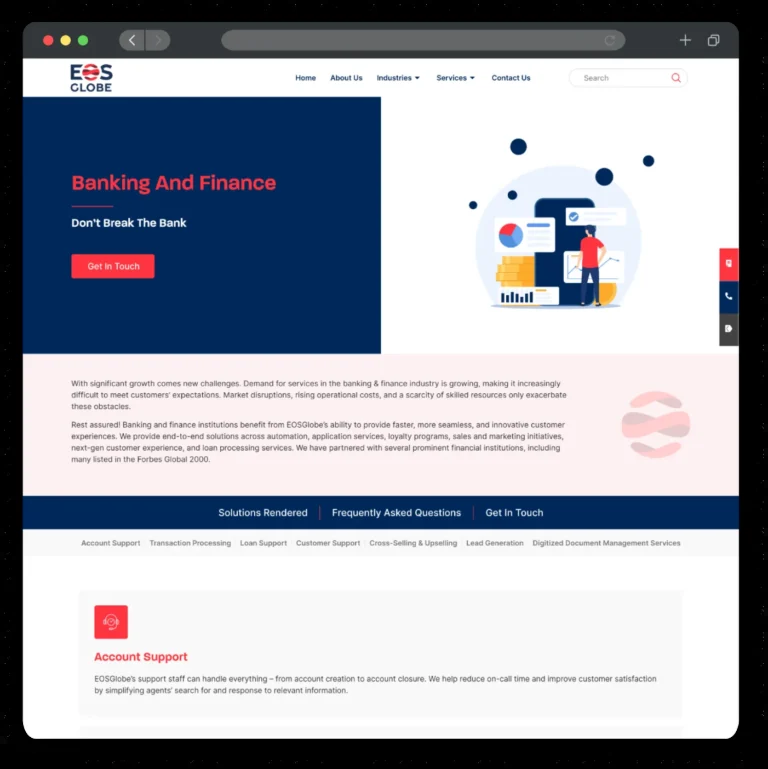 EOS
GLOBE
Home About Us Industries Services Contact Us Search
Banking And Finance
Don't Break The Bank
Get In Touch
With significant growth comes new challenges. Demand for services in the banking & finance industry is growing, making it increasingly
difficult to meet customers' expectations. Market disruptions, rising operational costs, and a scarcity of skilled resources only exacerbate
these obstacles.
Rest assured! Banking and finance institutions benefit from EOSGlobe's ability to provide faster, more seamless, and innovative customer
experiences. We provide end-to-end solutions across automation, application services, loyalty programs, sales and marketing initiatives,
next-gen customer experience, and loan processing services. We have partnered with several prominent financial institutions, including
many listed in the Forbes Global 2000.
Solutions Rendered Frequently Asked Questions Get In Touch
Account Support Transaction Processing Loan Support Customer Support Cross-Selling & Upselling Lead Generation Digitized Document Management Services
Account Support
EOSGlobe's support staff can handle everything – from account creation to account closure. We help reduce on-call time and improve customer satisfaction
by simplifying agents' search for and response to relevant information.